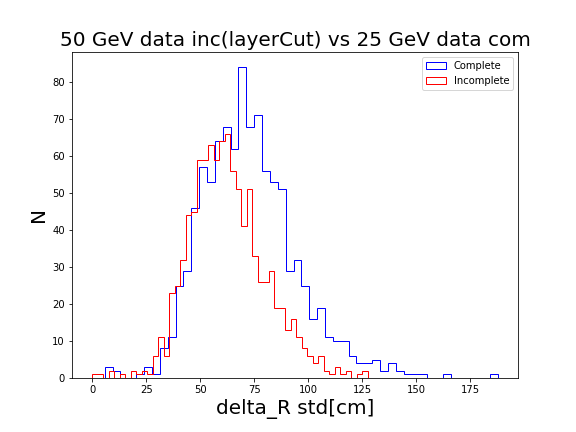 50 GeV data inc(layerCut) vs 25 GeV data com
Complete
Incomplete
N
80
70
60
50
40
30
20
10
0
0 25 50 75 100 125 150 175
delta_R std[cm]